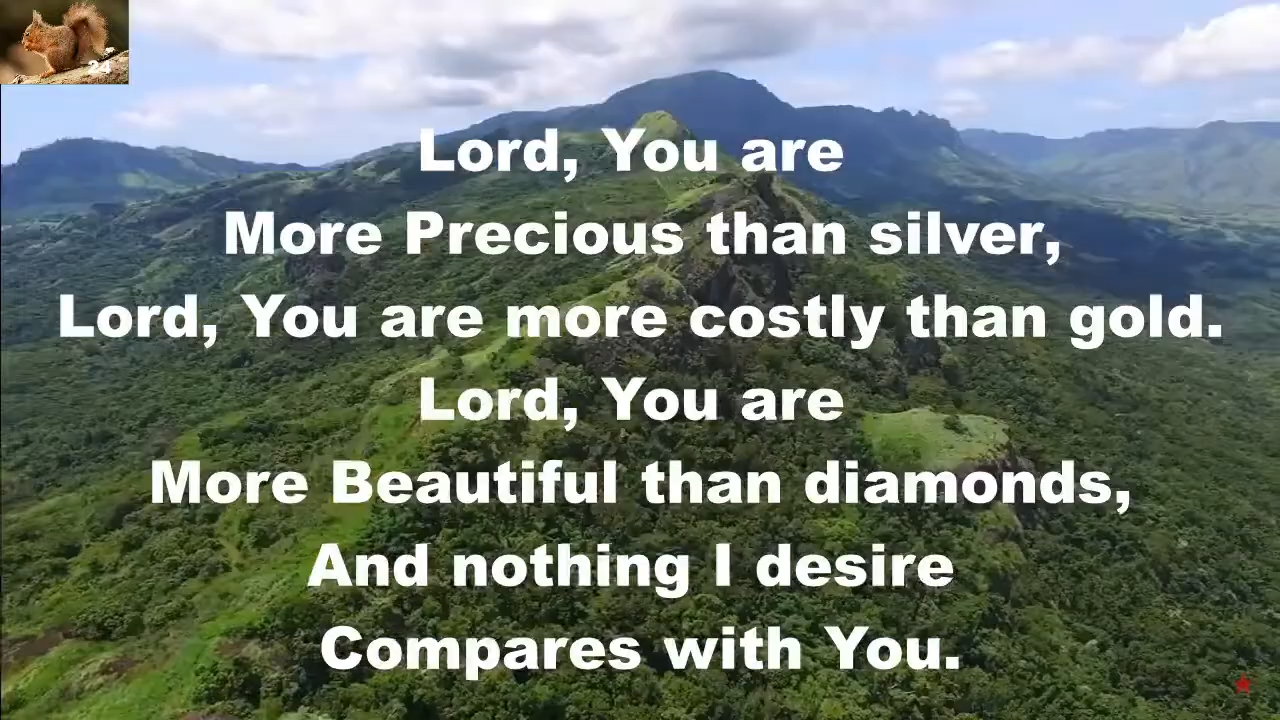 24
Lord, You are
More Precious than silver,
Lord, You are more costly than gold.
Lord, You are
More Beautiful than diamonds,
And nothing I desire
Compares with You.